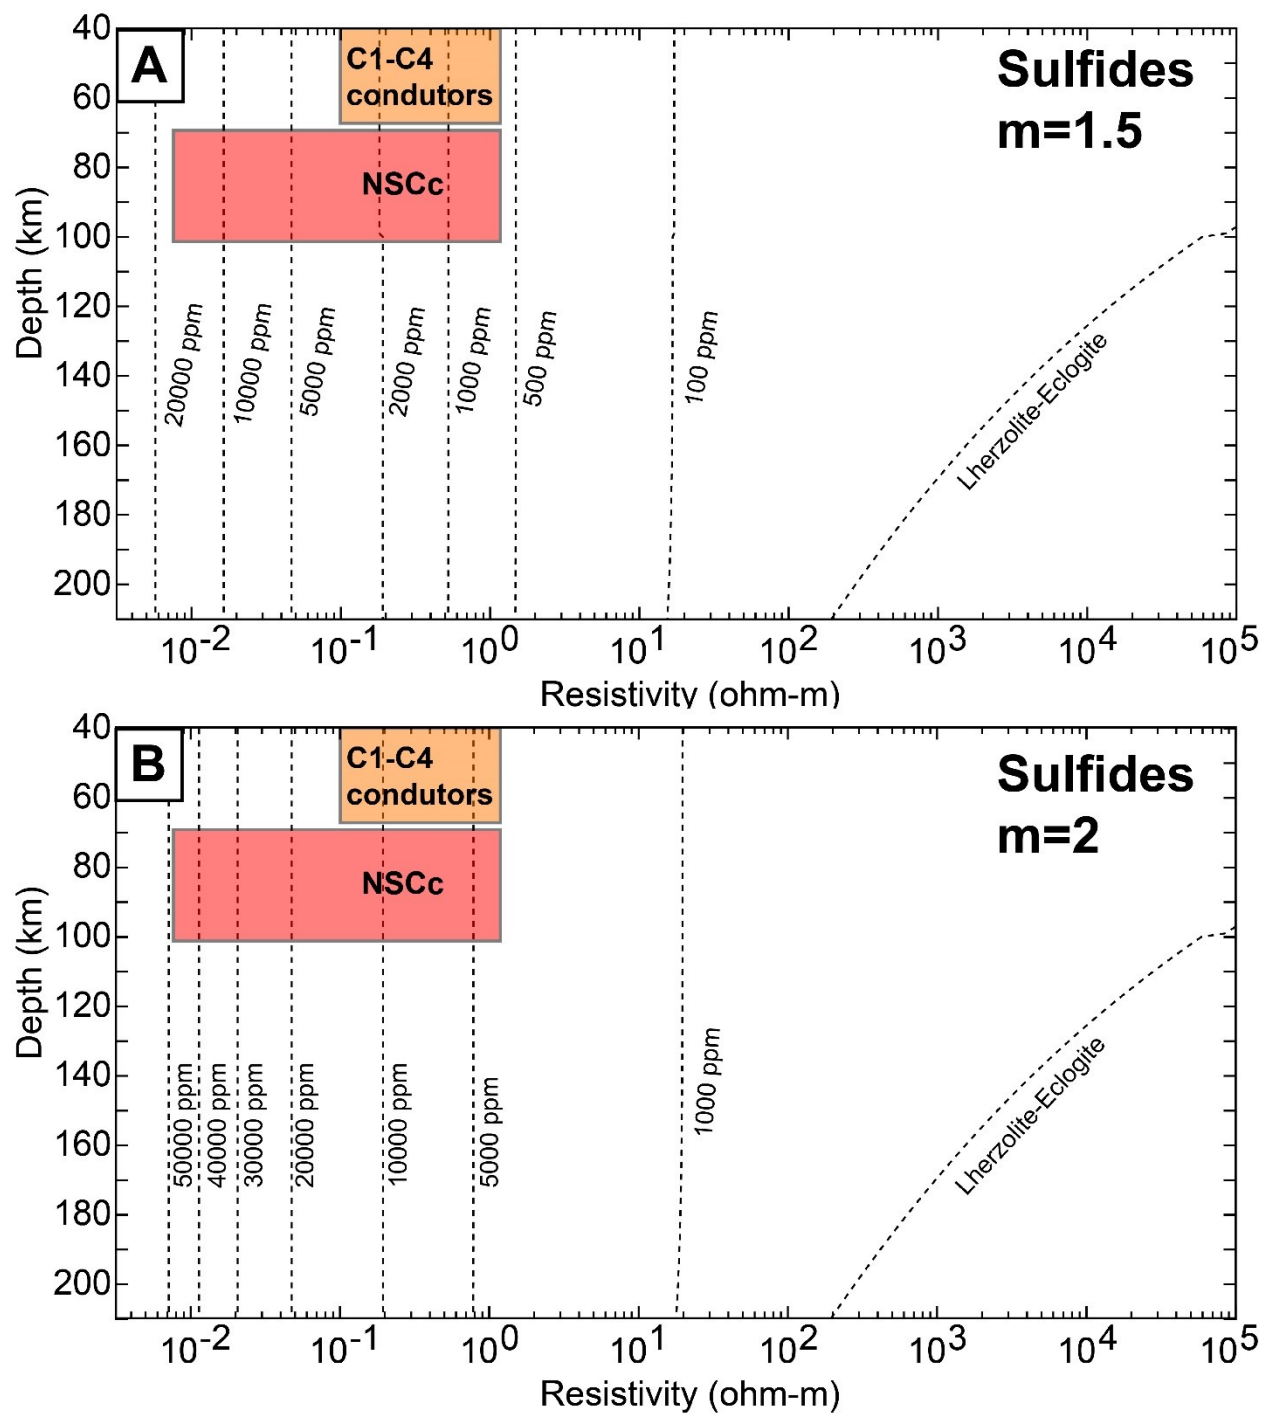 A
Sulfides
m=1.5
C1-C4
condutors
NSCc
40
60
80
100
120
140
160
180
200
Depth (km)
20000 ppm
10000 ppm
5000 ppm
2000 ppm
1000 ppm
500 ppm
100 ppm
Lherzolite-Eclogite
10-2 10-1 100 101 102 103 104 105
Resistivity (ohm-m)
B
Sulfides
m=2
C1-C4
condutors
NSCc
40
60
80
100
120
140
160
180
200
Depth (km)
50000 ppm
40000 ppm
30000 ppm
20000 ppm
10000 ppm
5000 ppm
1000 ppm
Lherzolite-Eclogite
10-2 10-1 100 101 102 103 104 105
Resistivity (ohm-m)